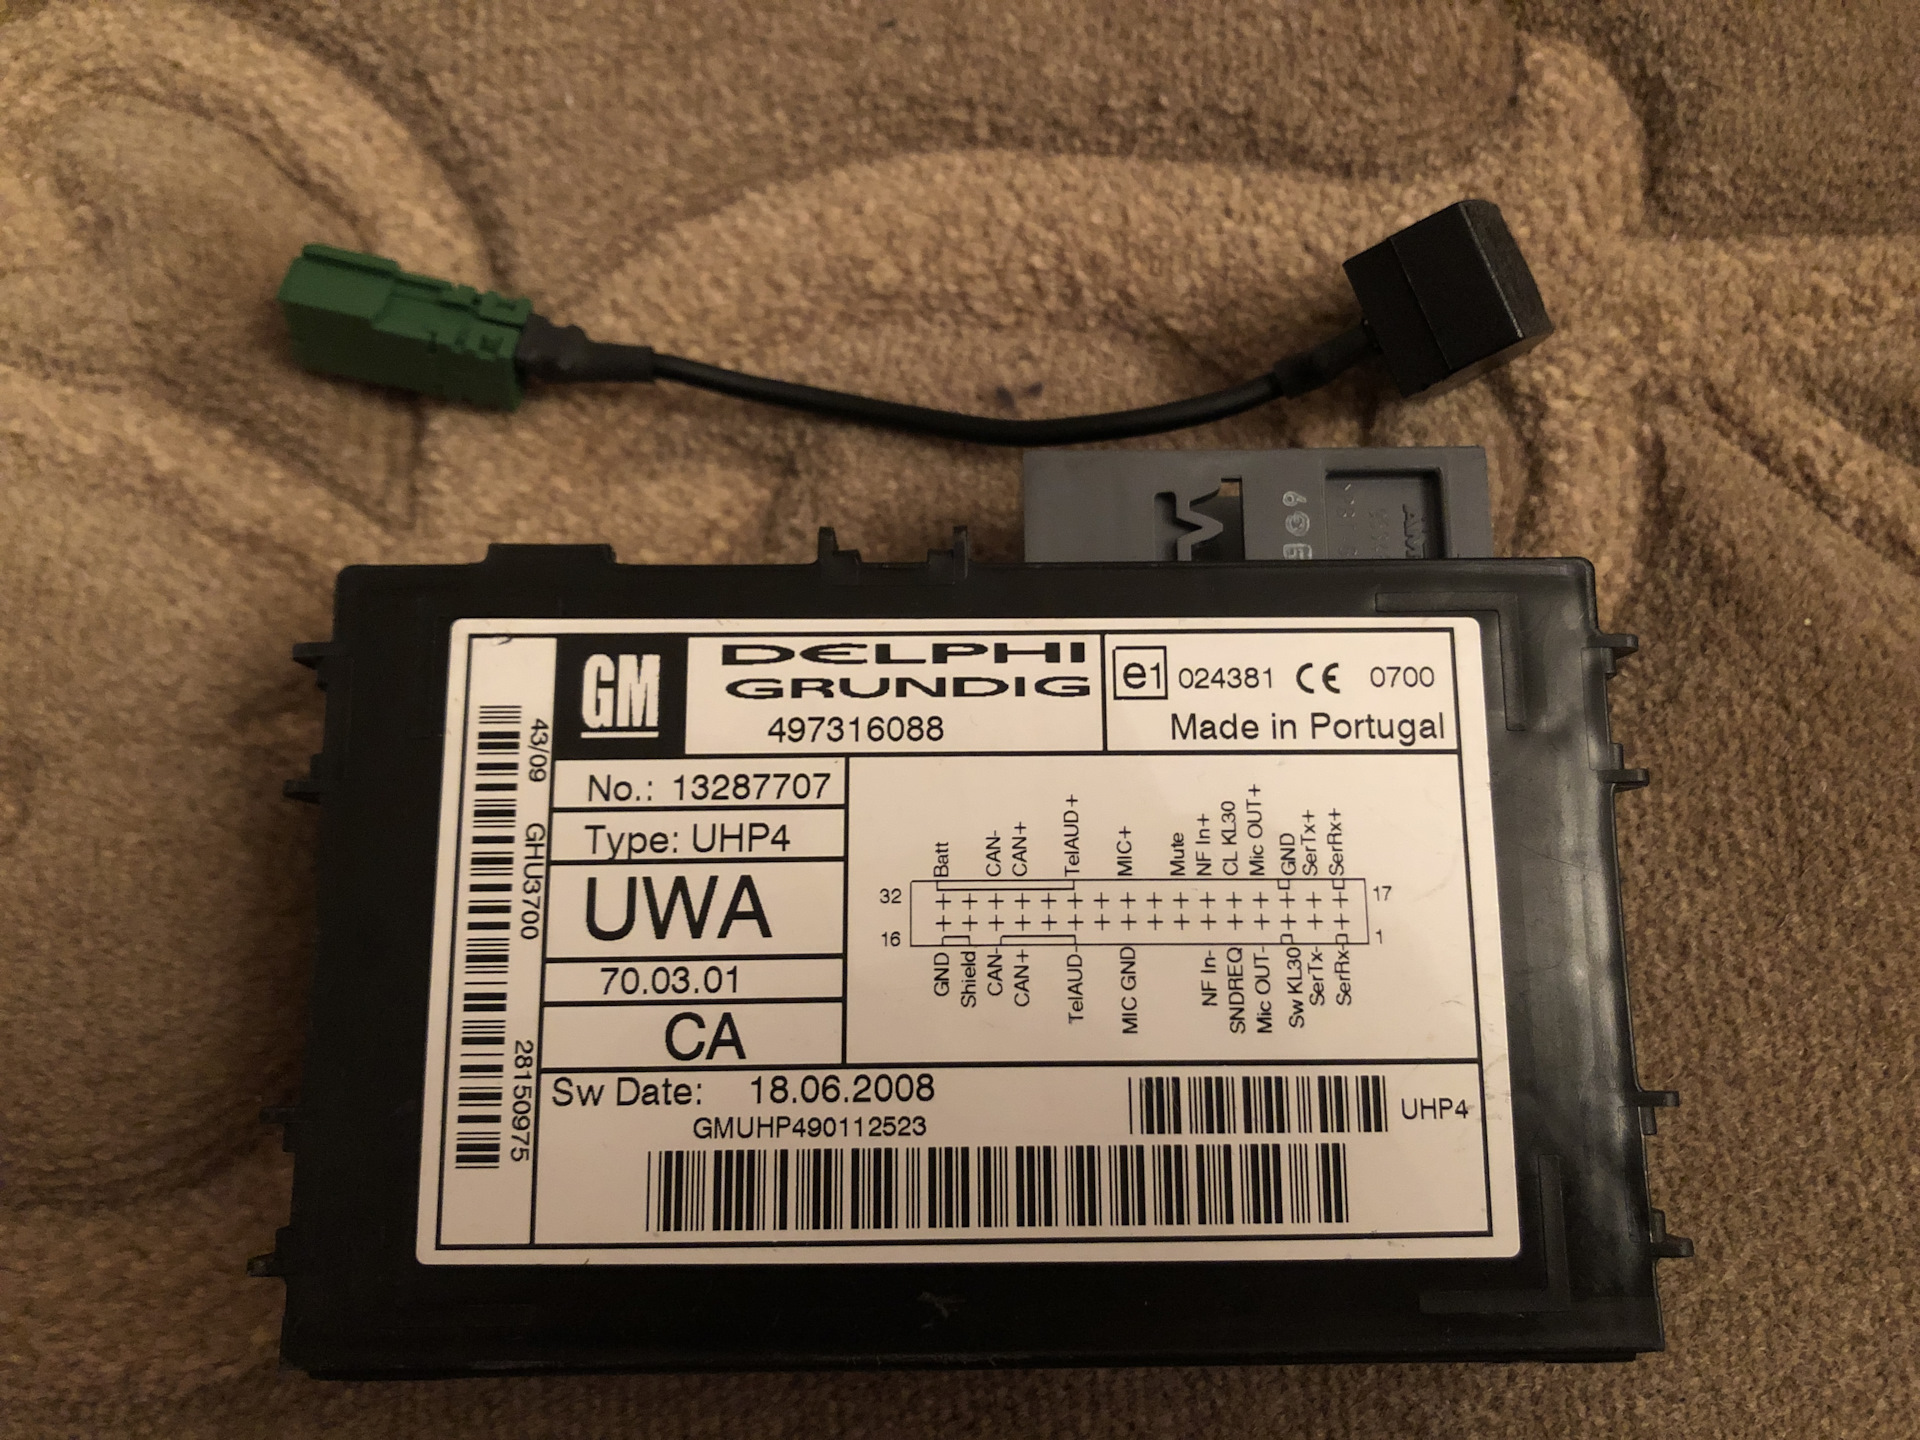 GM
DELPHI
GRUNDIG
497316088
e1 024381 CE 0700
Made in Portugal
43/09 GHU3700 28150975
No.: 13287707
Type: UHP4
UWA
70.03.01
CA
Batt CAN- CAN+ TelAUD+ MIC+ Mute NF In+ CL KL30 Mic OUT+ GND SerTx+ SerRx+
32 17
16 1
GND Shield CAN- CAN+ TelAUD- MIC GND NF In- SNDREQ Mic OUT- Sw KL30 SerTx- SerRx-
Sw Date: 18.06.2008
GMUHP490112523
UHP4